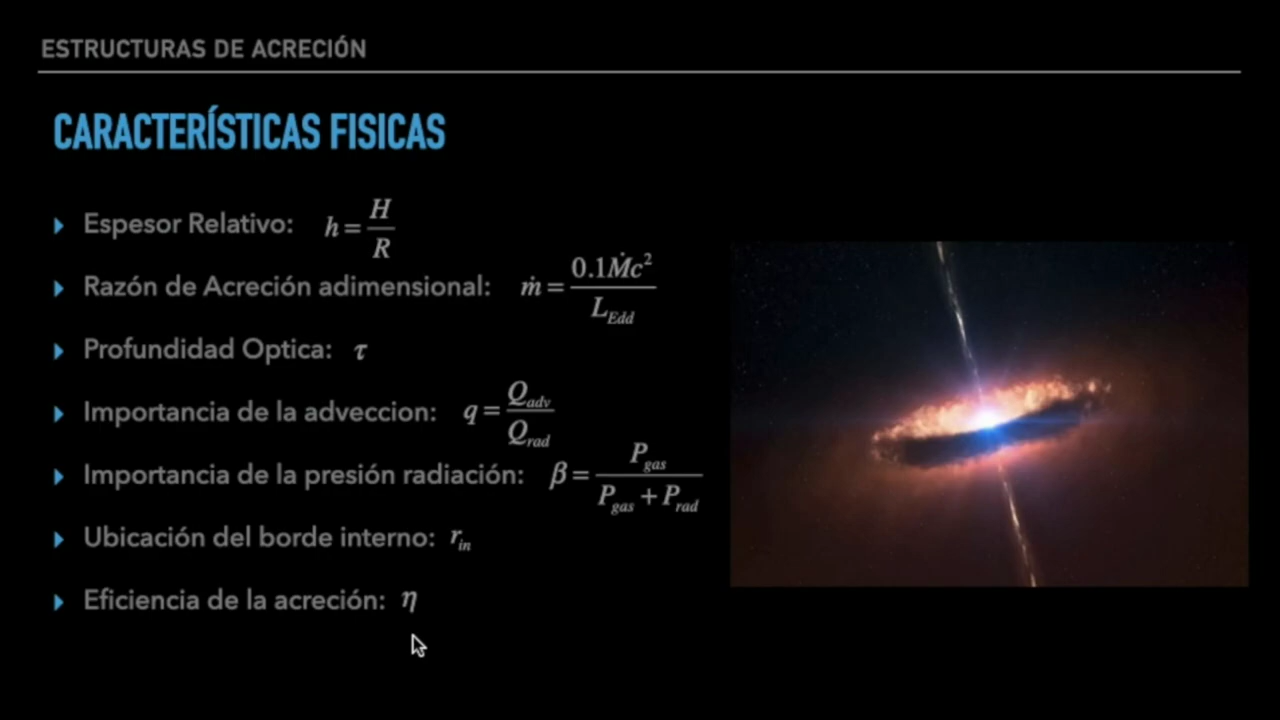 ESTRUCTURAS DE ACRECIÓN
CARACTERÍSTICAS FISICAS
Espesor Relativo: h = H / R
Razón de Acreción adimensional: ṁ = 0.1Ṁc² / L_Edd
Profundidad Optica: τ
Importancia de la adveccion: q = Q_adv / Q_rad
Importancia de la presión radiación: β = P_gas / (P_gas + P_rad)
Ubicación del borde interno: r_in
Eficiencia de la acreción: η